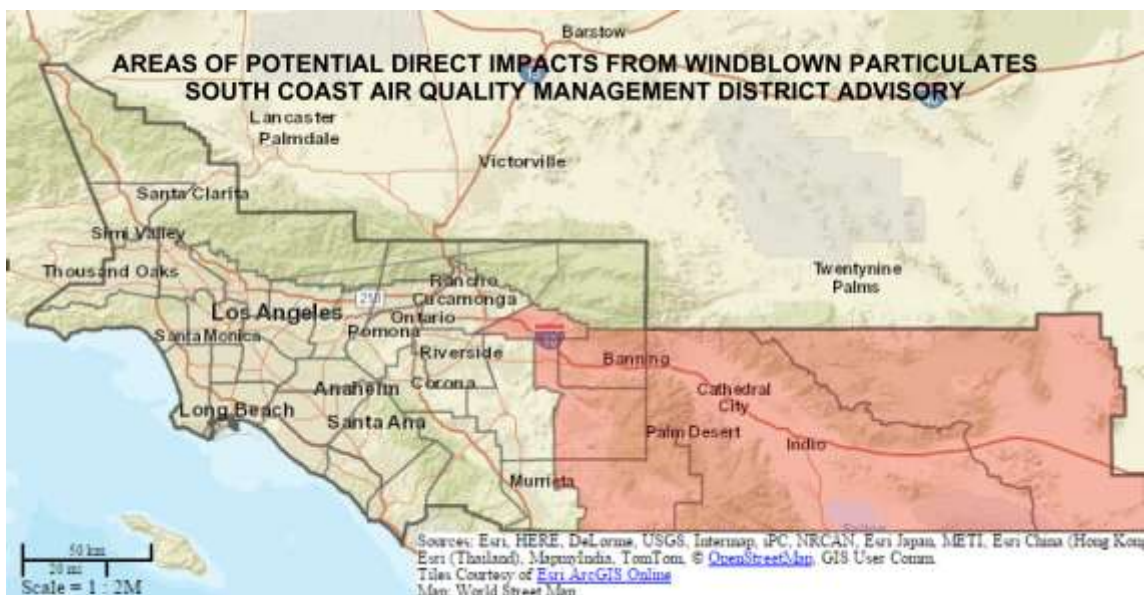 Barstow
AREAS OF POTENTIAL DIRECT IMPACTS FROM WINDBLOWN PARTICULATES
SOUTH COAST AIR QUALITY MANAGEMENT DISTRICT ADVISORY
Lancaster
Palmdale
Victorville
Santa Clarita
Simi Valley
Thousand Oaks
Twentynine
Palms
Rancho
Cucamonga
Los Angeles
Ontario
Pomona
Santa Monica
Riverside
Banning
Anaheim
Corona
Cathedral
City
Long Beach
Santa Ana
Palm Desert
Indio
Murrieta
Salton
50 km
20 mi
Scale = 1 : 2M
Sources: Esri, HERE, DeLorme, USGS, Intermap, iPC, NRCAN, Esri Japan, METI, Esri China (Hong Kong
Esri (Thailand), MapmyIndia, TomTom, © OpenStreetMap, GIS User Comm.
Tiles Courtesy of Esri ArcGIS Online
Map: World Street Map